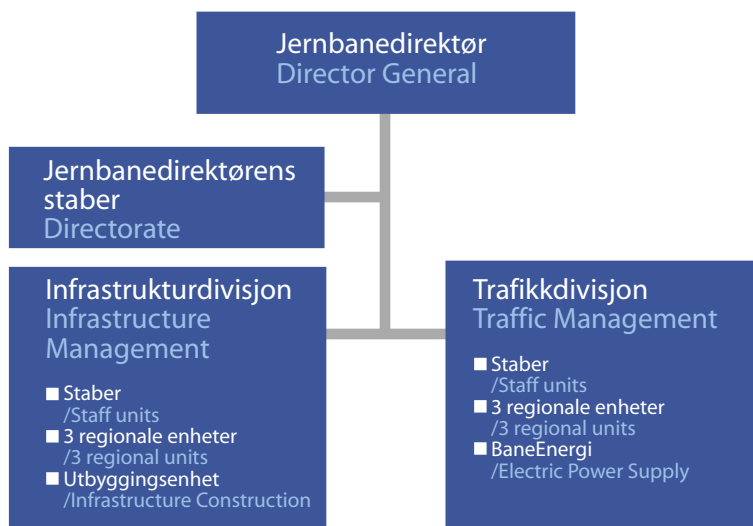 Jernbanedirektør
Director General
Jernbanedirektørens
staber
Directorate
Infrastrukturdivisjon
Infrastructure
Management
Staber
/Staff units
3 regionale enheter
/3 regional units
Utbyggingsenhet
/Infrastructure Construction
Trafikkdivisjon
Traffic Management
Staber
/Staff units
3 regionale enheter
/3 regional units
BaneEnergi
/Electric Power Supply